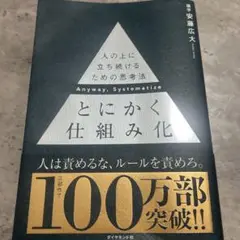 人の上に
立ち続ける
ための思考法
Anyway, Systematize
とにかく
仕組み化
安藤広大
人は責めるな、ルールを責めろ。
100万部
突破!!
ダイヤモンド社